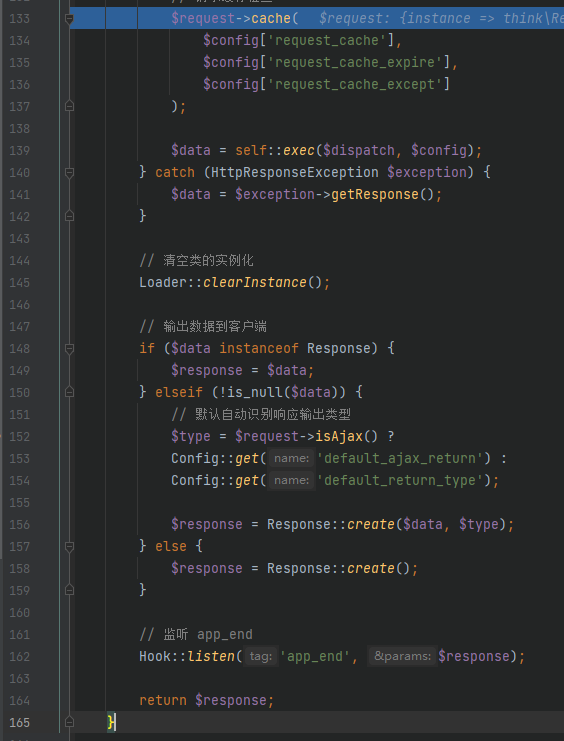 133 $request->cache( $request: {instance => think\Re
134 $config['request_cache'],
135 $config['request_cache_expire'],
136 $config['request_cache_except']
137 );
138
139 $data = self::exec($dispatch, $config);
140 } catch (HttpResponseException $exception) {
141 $data = $exception->getResponse();
142 }
143
144 // 清空类的实例化
145 Loader::clearInstance();
146
147 // 输出数据到客户端
148 if ($data instanceof Response) {
149 $response = $data;
150 } elseif (!is_null($data)) {
151 // 默认自动识别响应输出类型
152 $type = $request->isAjax() ?
153 Config::get( name: 'default_ajax_return') :
154 Config::get( name: 'default_return_type');
155
156 $response = Response::create($data, $type);
157 } else {
158 $response = Response::create();
159 }
160
161 // 监听 app_end
162 Hook::listen( tag: 'app_end', &params: $response);
163
164 return $response;
165 }